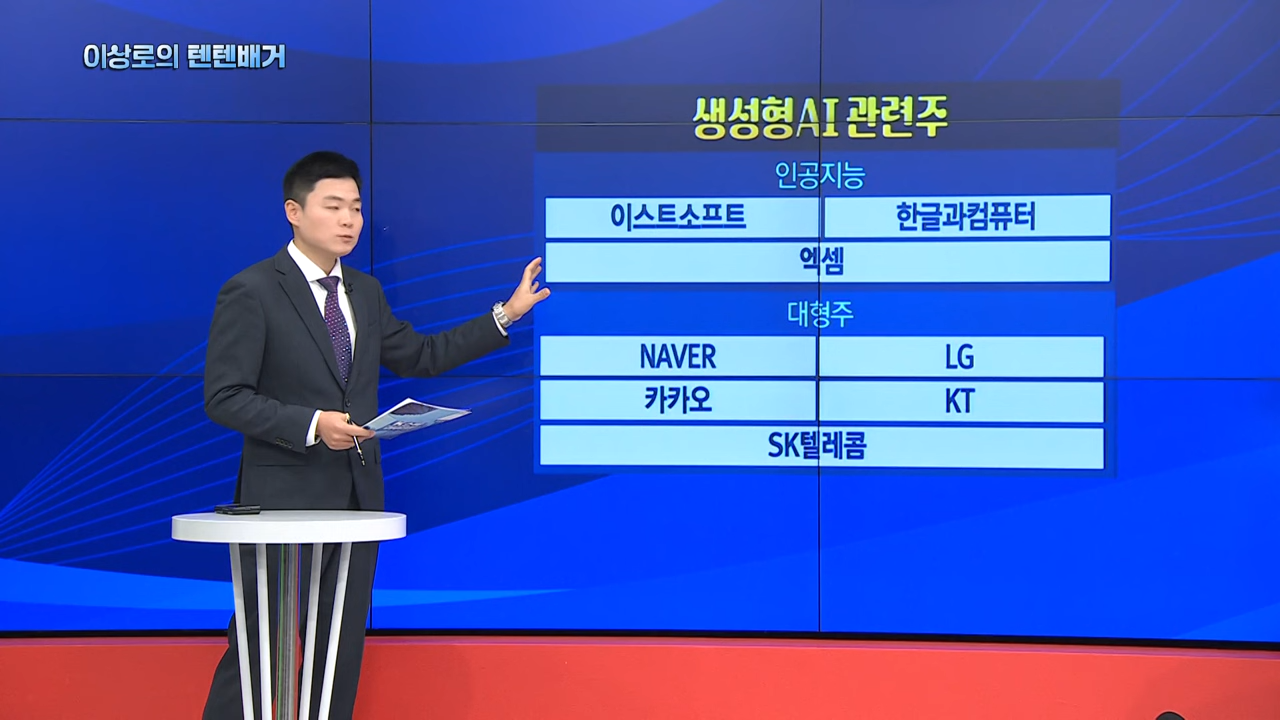 이상로의 텐텐배거
생성형AI 관련주
인공지능
이스트소프트 한글과컴퓨터
엑셈
대형주
NAVER LG
카카오 KT
SK텔레콤